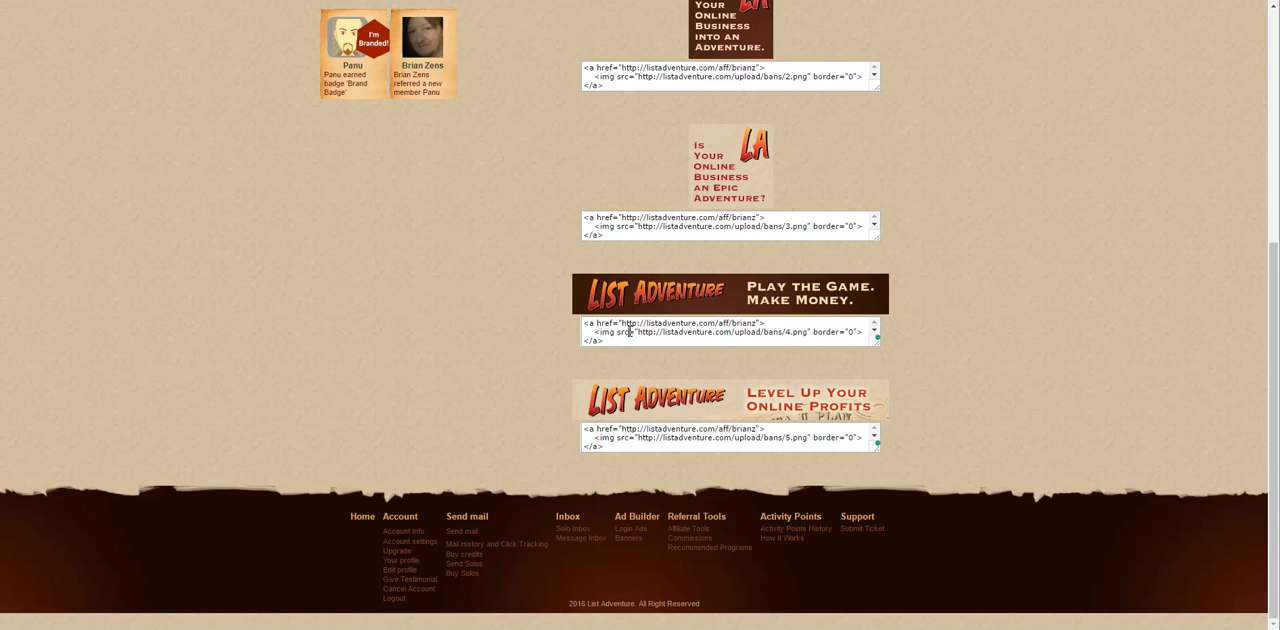 I'm
Branded!
Panu
Panu earned
badge 'Brand
Badge'
Brian Zens
Brian Zens
referred a new
member Panu
LA
YOUR
ONLINE
BUSINESS
INTO AN
ADVENTURE.
<a href="http://listadventure.com/aff/brianz">
<img src="http://listadventure.com/upload/bans/2.png" border="0">
</a>
LA
IS
YOUR
ONLINE
BUSINESS
AN EPIC
ADVENTURE?
<a href="http://listadventure.com/aff/brianz">
<img src="http://listadventure.com/upload/bans/3.png" border="0">
</a>
LIST ADVENTURE
PLAY THE GAME.
MAKE MONEY.
<a href="http://listadventure.com/aff/brianz">
<img src="http://listadventure.com/upload/bans/4.png" border="0">
</a>
LIST ADVENTURE
LEVEL UP YOUR
ONLINE PROFITS
<a href="http://listadventure.com/aff/brianz">
<img src="http://listadventure.com/upload/bans/5.png" border="0">
</a>
Home
Account
Account Info
Account settings
Upgrade
Your profile
Edit profile
Give Testimonial
Cancel Account
Logout
Send mail
Send mail
Mail History and Click Tracking
Buy credits
Send Solos
Buy Solos
Inbox
Solo Inbox
Message Inbox
Ad Builder
Login Ads
Banners
Referral Tools
Affiliate Tools
Commissions
Recommended Programs
Activity Points
Activity Points History
How It Works
Support
Submit Ticket
2016 List Adventure. All Right Reserved